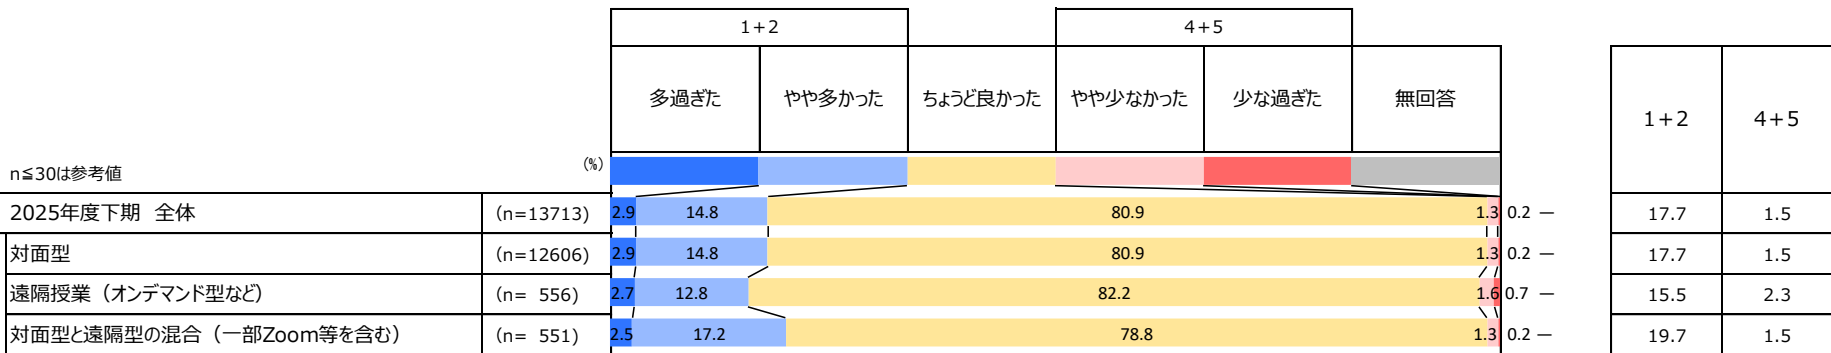 1+2 4+5
多過ぎた やや多かった ちょうど良かった やや少なかった 少な過ぎた 無回答 1+2 4+5
n≦30は参考値 (%)
2025年度下期 全体 (n=13713) 2.9 14.8 80.9 1.3 0.2 — 17.7 1.5
対面型 (n=12606) 2.9 14.8 80.9 1.3 0.2 — 17.7 1.5
遠隔授業（オンデマンド型など） (n= 556) 2.7 12.8 82.2 1.6 0.7 — 15.5 2.3
対面型と遠隔型の混合（一部Zoom等を含む） (n= 551) 2.5 17.2 78.8 1.3 0.2 — 19.7 1.5